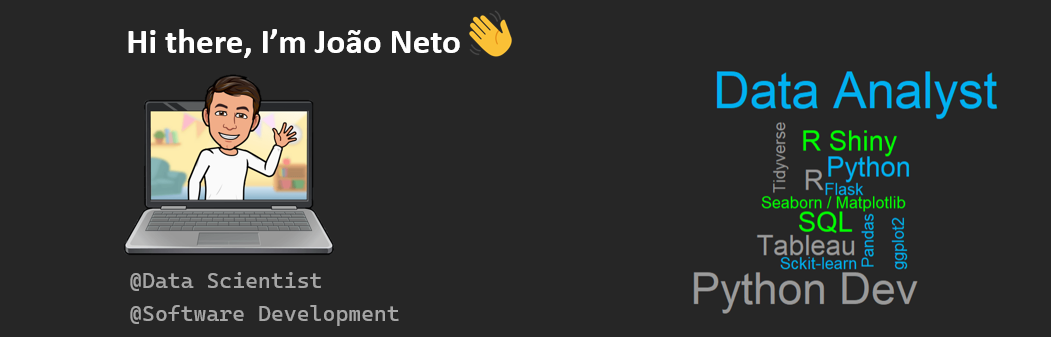 Hi there, I’m João Neto
@Data Scientist
@Software Development
Data Analyst
Tidyverse
R Shiny
R
Python
Flask
Seaborn / Matplotlib
SQL
Pandas
ggplot2
Tableau
Sckit-learn
Python Dev